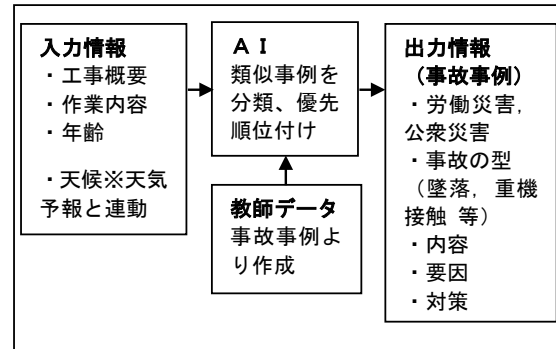 入力情報
・工事概要
・作業内容
・年齢
・天候※天気
予報と連動
ＡＩ
類似事例を
分類、優先
順位付け
教師データ
事故事例よ
り作成
出力情報
（事故事例）
・労働災害，
公衆災害
・事故の型
（墜落，重機
接触 等）
・内容
・要因
・対策